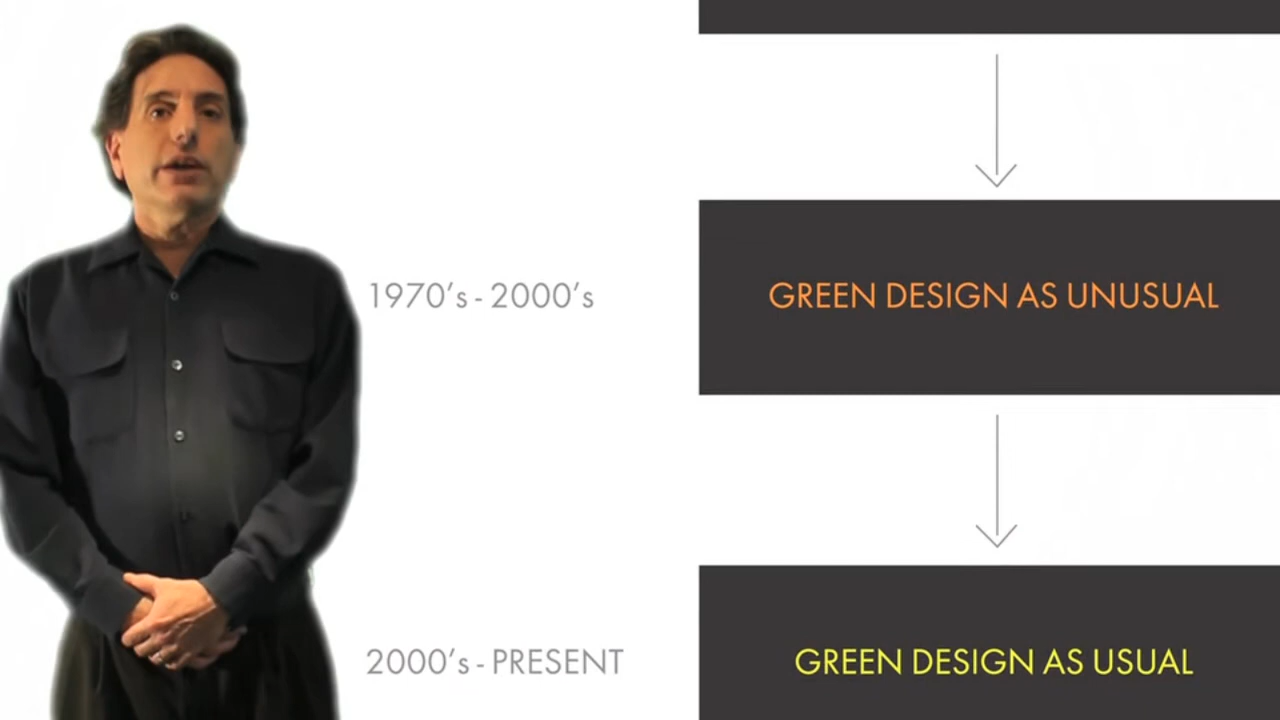 1970’s - 2000’s
GREEN DESIGN AS UNUSUAL
2000’s - PRESENT
GREEN DESIGN AS USUAL